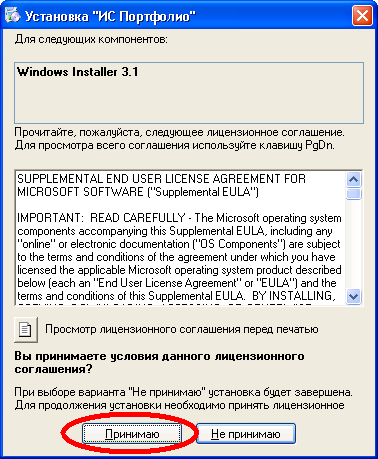 Установка "ИС Портфолио"
Для следующих компонентов:
Windows Installer 3.1
Прочитайте, пожалуйста, следующее лицензионное соглашение.
Для просмотра всего соглашения используйте клавишу PgDn.
SUPPLEMENTAL END USER LICENSE AGREEMENT FOR
MICROSOFT SOFTWARE ("Supplemental EULA")
IMPORTANT: READ CAREFULLY - The Microsoft operating system
components accompanying this Supplemental EULA, including any
"online" or electronic documentation ("OS Components") are subject
to the terms and conditions of the agreement under which you have
licensed the applicable Microsoft operating system product described
below (each an "End User License Agreement" or "EULA") and the
terms and conditions of this Supplemental EULA. BY INSTALLING,
Просмотр лицензионного соглашения перед печатью
Вы принимаете условия данного лицензионного
соглашения?
При выборе варианта "Не принимаю" установка будет завершена.
Для продолжения установки необходимо принять лицензионное
Принимаю
Не принимаю